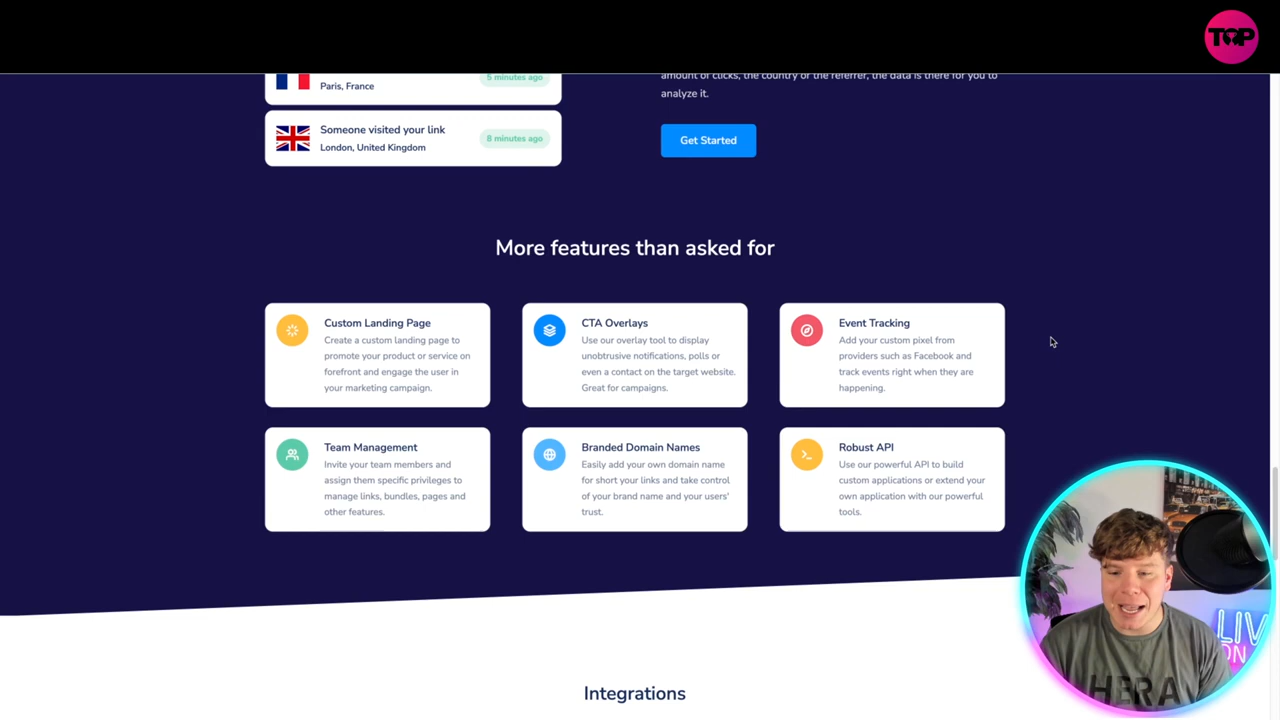 TOP
5 minutes ago
Paris, France
amount of clicks, the country or the referrer, the data is there for you to
analyze it.
Someone visited your link
London, United Kingdom
8 minutes ago
Get Started
More features than asked for
Custom Landing Page
Create a custom landing page to
promote your product or service on
forefront and engage the user in
your marketing campaign.
CTA Overlays
Use our overlay tool to display
unobtrusive notifications, polls or
even a contact on the target website.
Great for campaigns.
Event Tracking
Add your custom pixel from
providers such as Facebook and
track events right when they are
happening.
Team Management
Invite your team members and
assign them specific privileges to
manage links, bundles, pages and
other features.
Branded Domain Names
Easily add your own domain name
for short your links and take control
of your brand name and your users'
trust.
Robust API
Use our powerful API to build
custom applications or extend your
own application with our powerful
tools.
Integrations
LIV
ON
HERA